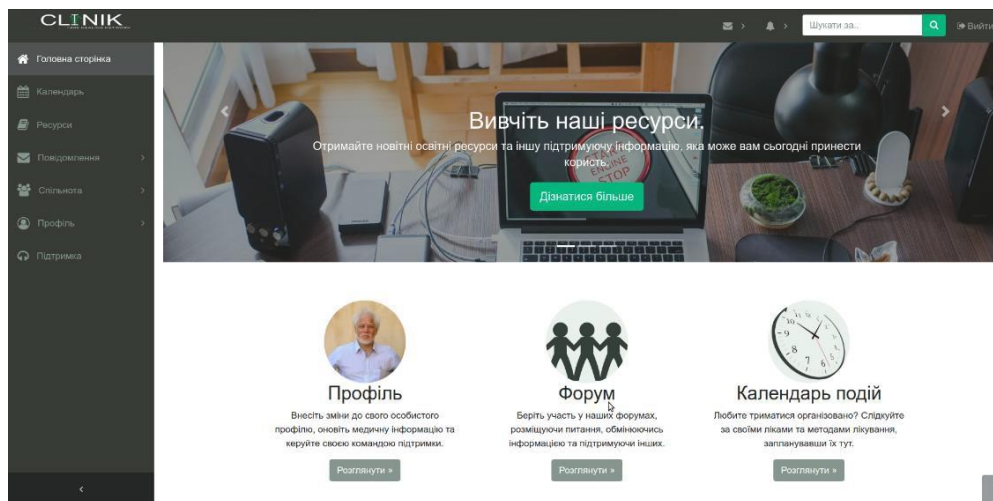 CLINIK
Шукати за...
Вийти
Головна сторінка
Календарь
Ресурси
Повідомлення
Спільнота
Профіль
Підтримка
Вивчіть наші ресурси.
Отримайте новітні освітні ресурси та іншу підтримуючу інформацію, яка може вам сьогодні принести
користь.
Дізнатися більше
START
ENGINE
STOP
Профіль
Внесіть зміни до свого особистого
профілю, оновіть медичну інформацію та
керуйте своєю командою підтримки.
Розглянути »
Форум
Беріть участь у наших форумах,
розміщуючи питання, обмінюючись
інформацією та підтримуючи інших.
Розглянути »
Календарь подій
Любите триматися організовано? Слідкуйте
за своїми ліками та методами лікування,
запланувавши їх тут.
Розглянути »